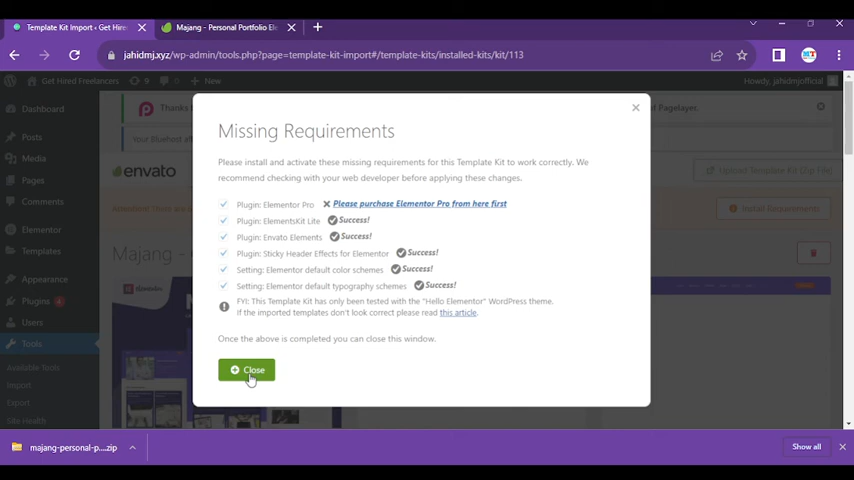 Template Kit Import ‹ Get Hired
Majang - Personal Portfolio Elem
jahidmj.xyz/wp-admin/tools.php?page=template-kit-import#/template-kits/installed-kits/kit/113
Get Hired Freelancers
9
0
New
Howdy, jahidmjofficial
Dashboard
Posts
Media
Pages
Comments
Elementor
Templates
Appearance
Plugins
Users
Tools
Available Tools
Import
Export
Site Health
Thanks
Pagelayer.
Your Bluehost
envato
Upload Template Kit (Zip File)
Install Requirements
Majang -
Missing Requirements
Please install and activate these missing requirements for this Template Kit to work correctly. We
recommend checking with your web developer before applying these changes.
Plugin: Elementor Pro Please purchase Elementor Pro from here first
Plugin: ElementsKit Lite Success!
Plugin: Envato Elements Success!
Plugin: Sticky Header Effects for Elementor Success!
Setting: Elementor default color schemes Success!
Setting: Elementor default typography schemes Success!
FYI: This Template Kit has only been tested with the "Hello Elementor" WordPress theme.
If the imported templates don't look correct please read this article.
Once the above is completed you can close this window.
Close
majang-personal-p....zip
Show all